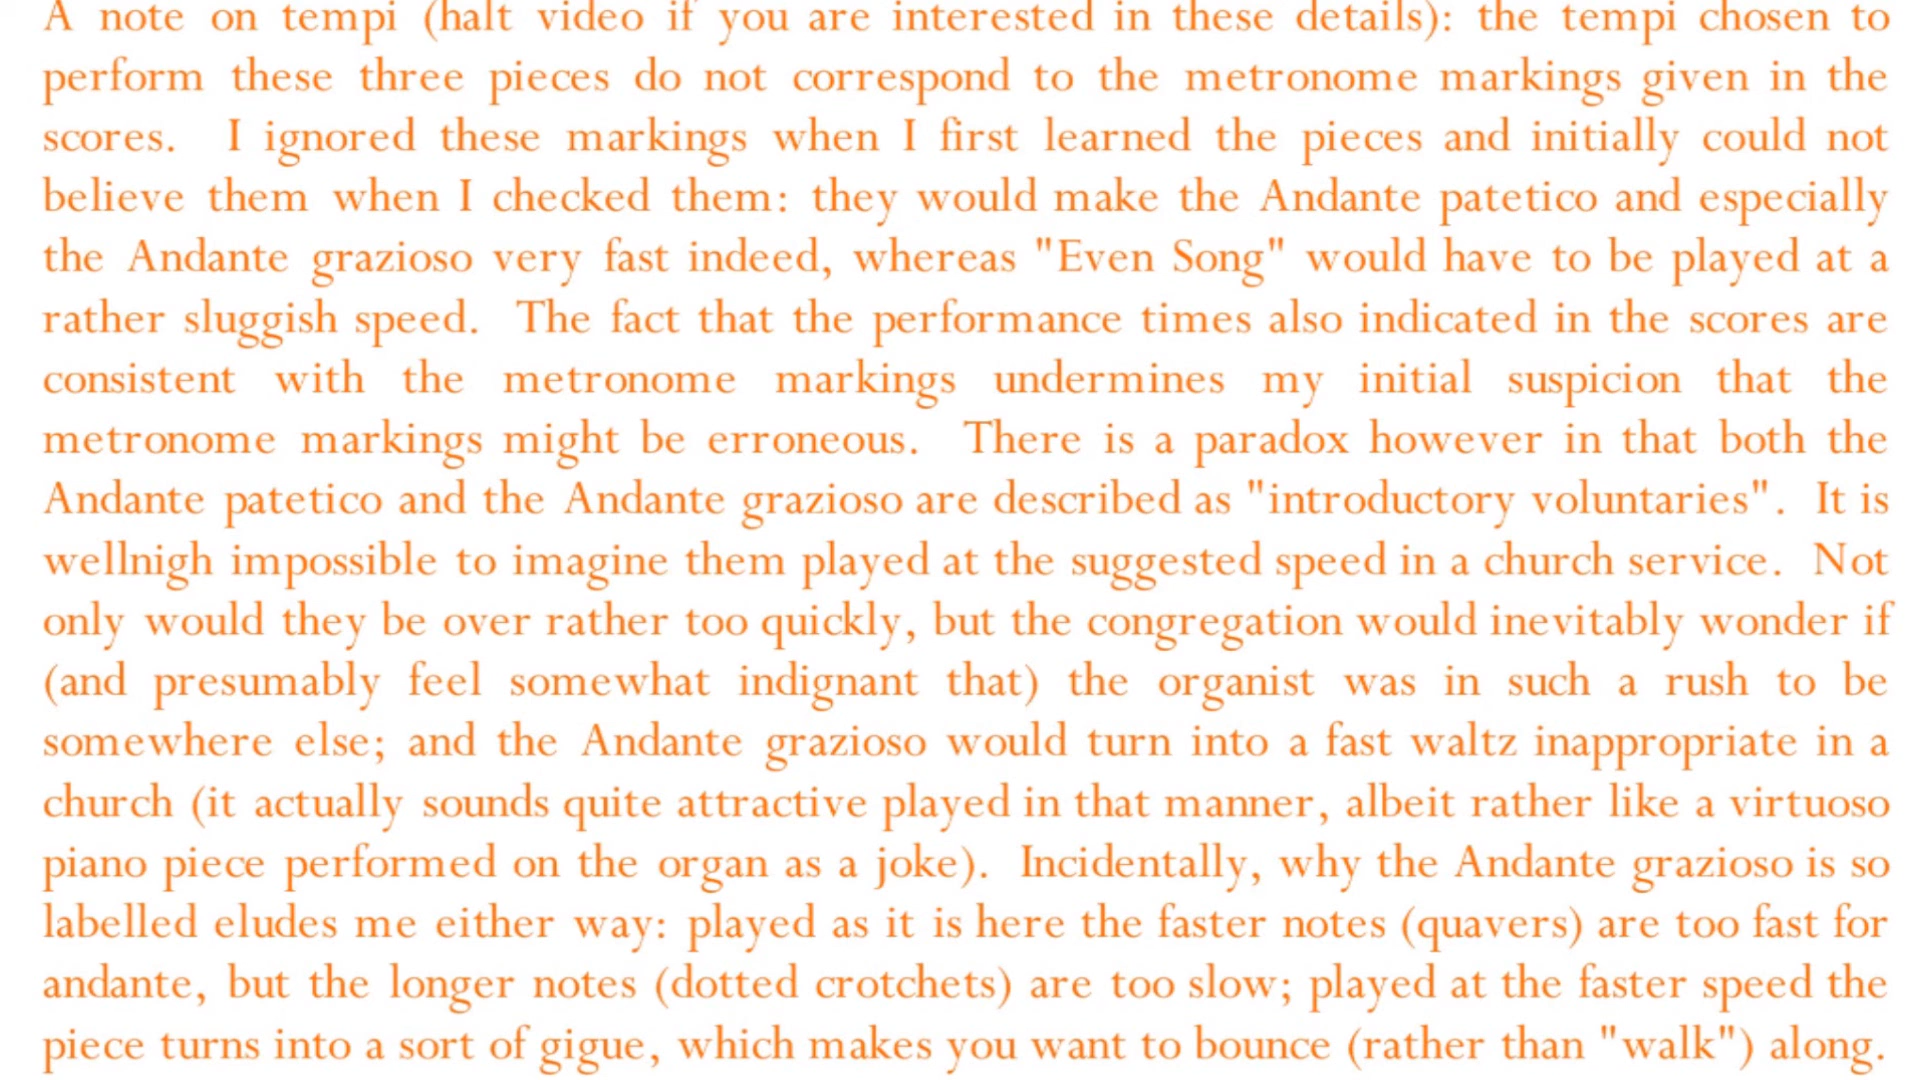 A note on tempi (halt video if you are interested in these details): the tempi chosen to
perform these three pieces do not correspond to the metronome markings given in the
scores. I ignored these markings when I first learned the pieces and initially could not
believe them when I checked them: they would make the Andante patetico and especially
the Andante grazioso very fast indeed, whereas "Even Song" would have to be played at a
rather sluggish speed. The fact that the performance times also indicated in the scores are
consistent with the metronome markings undermines my initial suspicion that the
metronome markings might be erroneous. There is a paradox however in that both the
Andante patetico and the Andante grazioso are described as "introductory voluntaries". It is
wellnigh impossible to imagine them played at the suggested speed in a church service. Not
only would they be over rather too quickly, but the congregation would inevitably wonder if
(and presumably feel somewhat indignant that) the organist was in such a rush to be
somewhere else; and the Andante grazioso would turn into a fast waltz inappropriate in a
church (it actually sounds quite attractive played in that manner, albeit rather like a virtuoso
piano piece performed on the organ as a joke). Incidentally, why the Andante grazioso is so
labelled eludes me either way: played as it is here the faster notes (quavers) are too fast for
andante, but the longer notes (dotted crotchets) are too slow; played at the faster speed the
piece turns into a sort of gigue, which makes you want to bounce (rather than "walk") along.